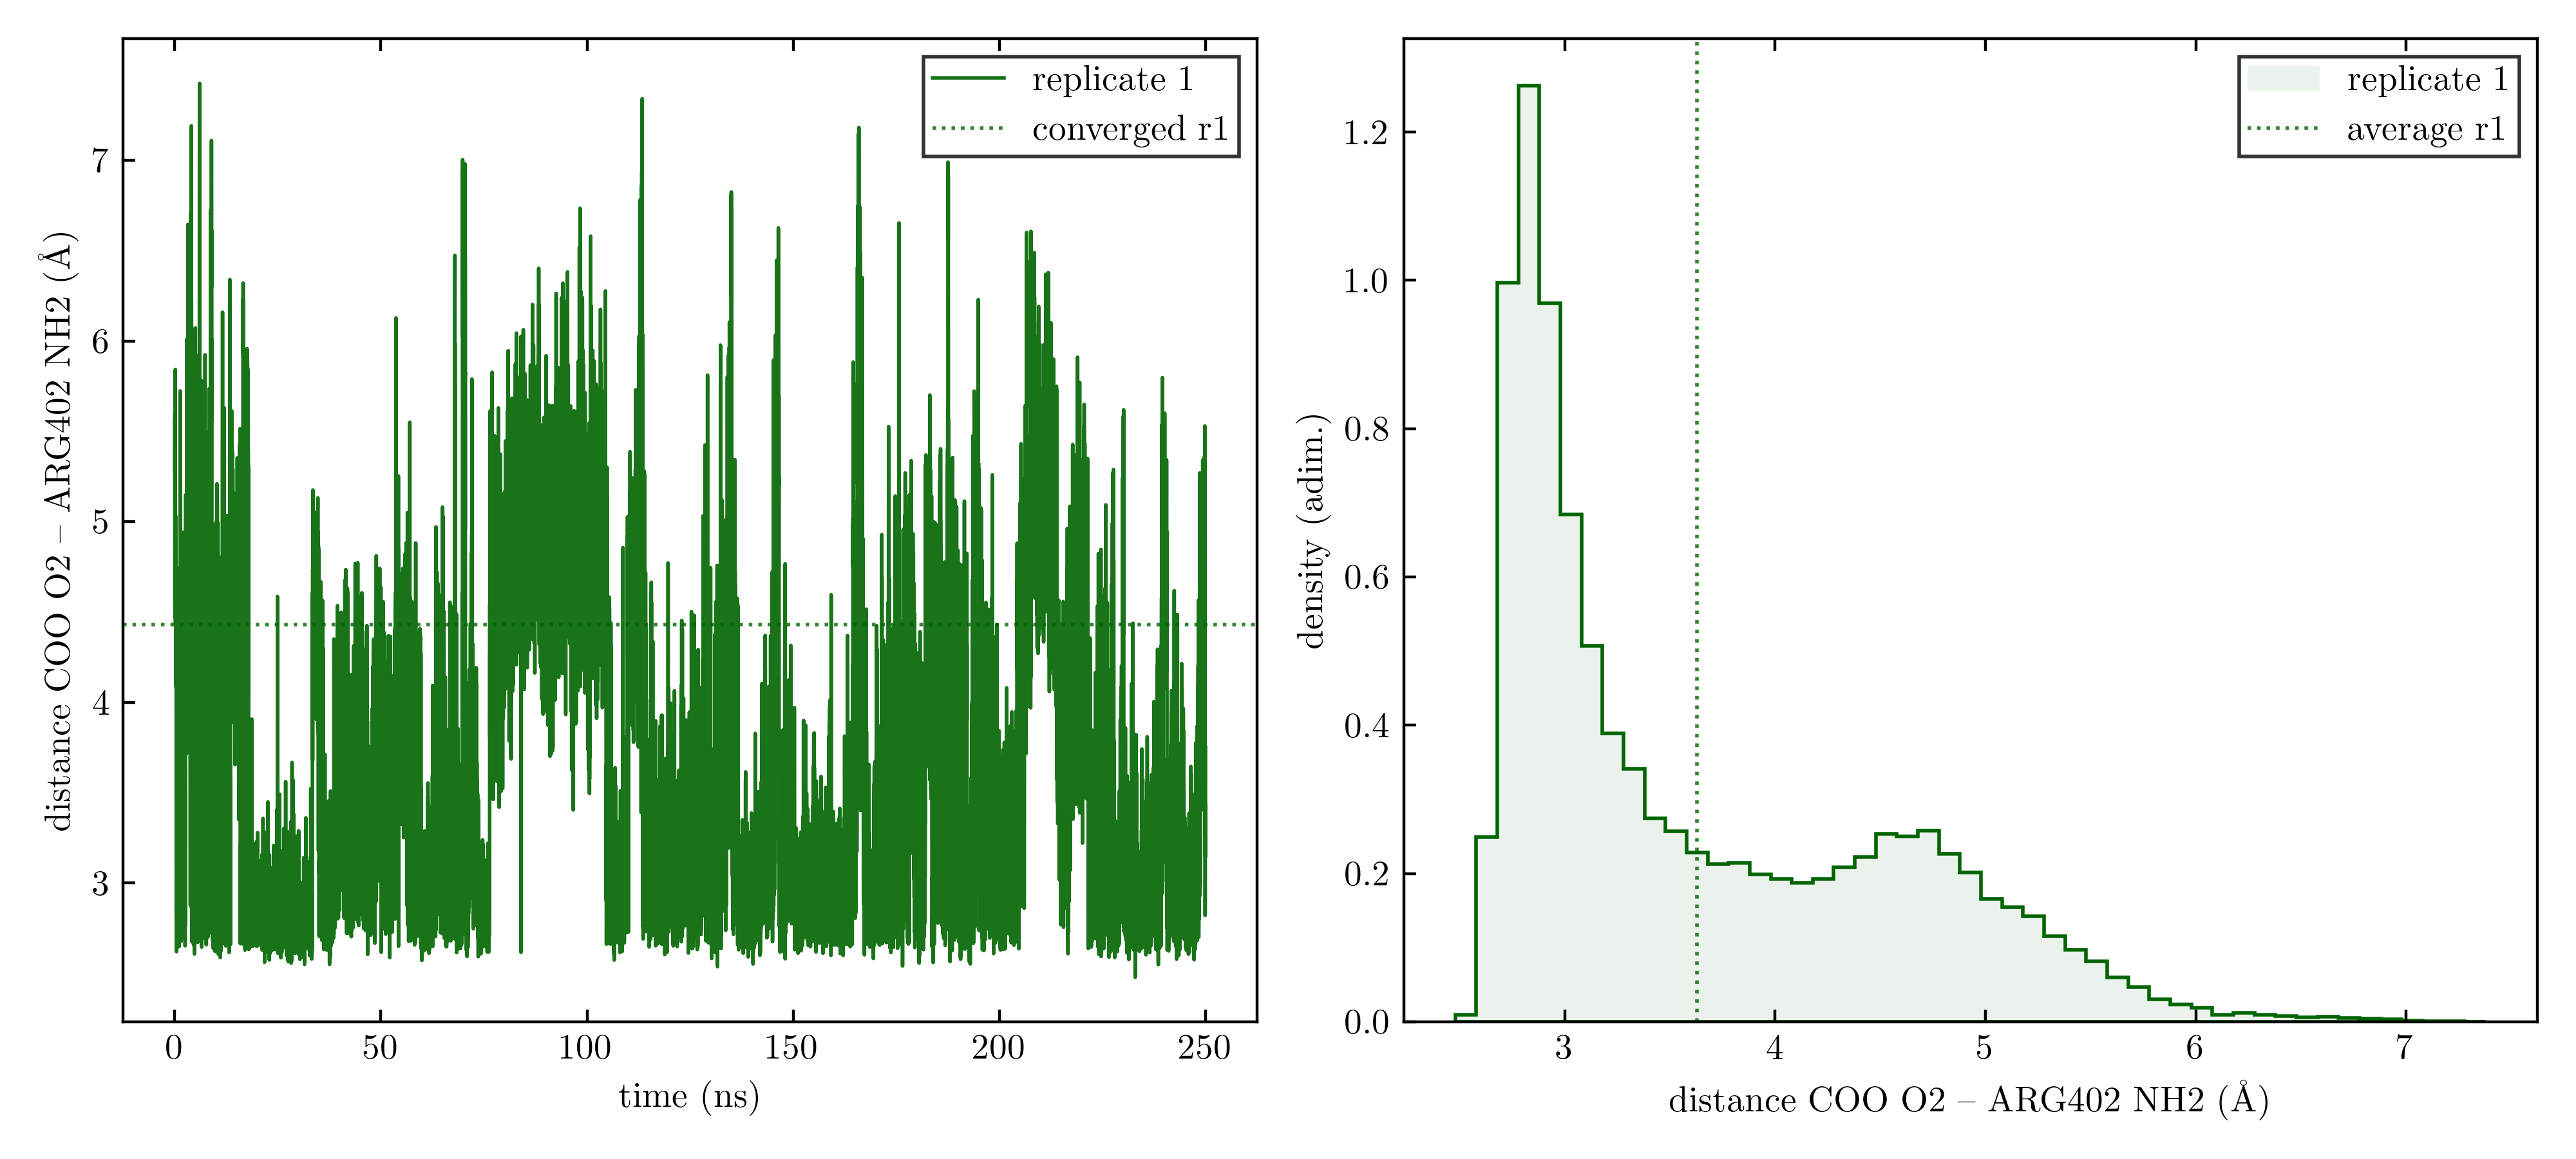 distance COO O2 – ARG402 NH2 (Å)
7
6
5
4
3
replicate 1
converged r1
0 50 100 150 200 250
time (ns)
density (adim.)
1.2
1.0
0.8
0.6
0.4
0.2
0.0
replicate 1
average r1
3 4 5 6 7
distance COO O2 – ARG402 NH2 (Å)